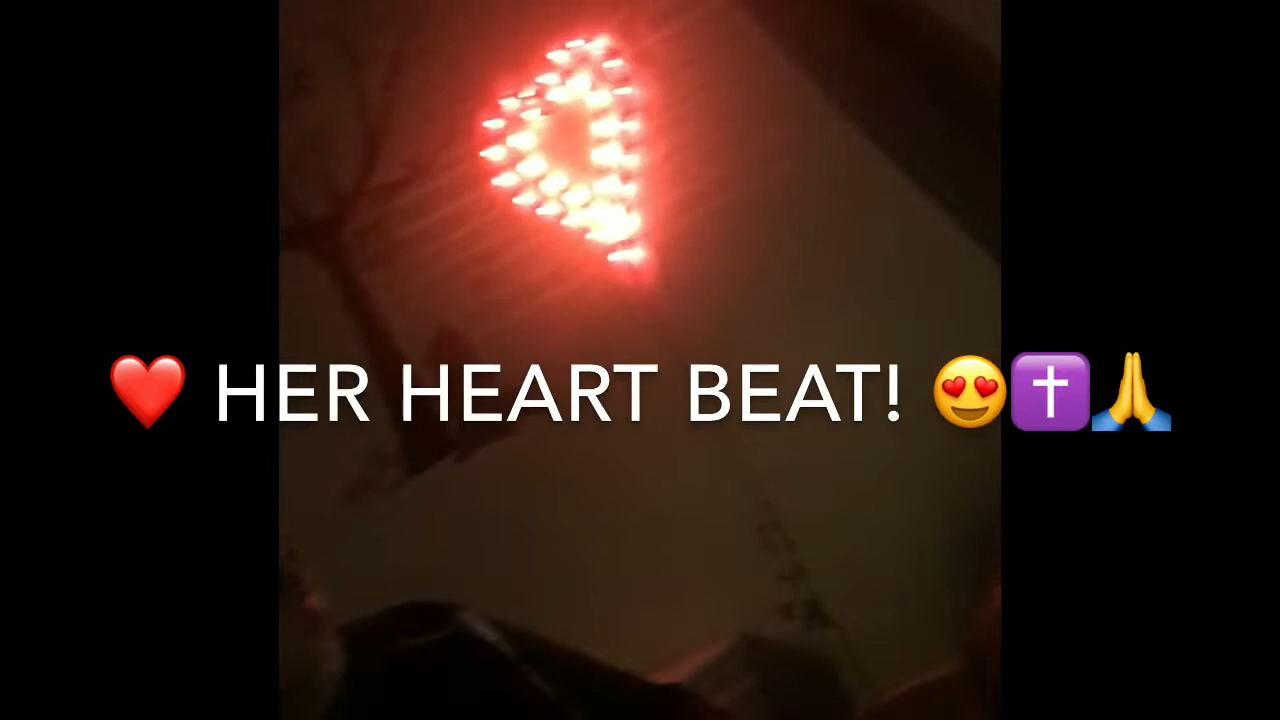 ❤️ HER HEART BEAT! 😍✝️🙏